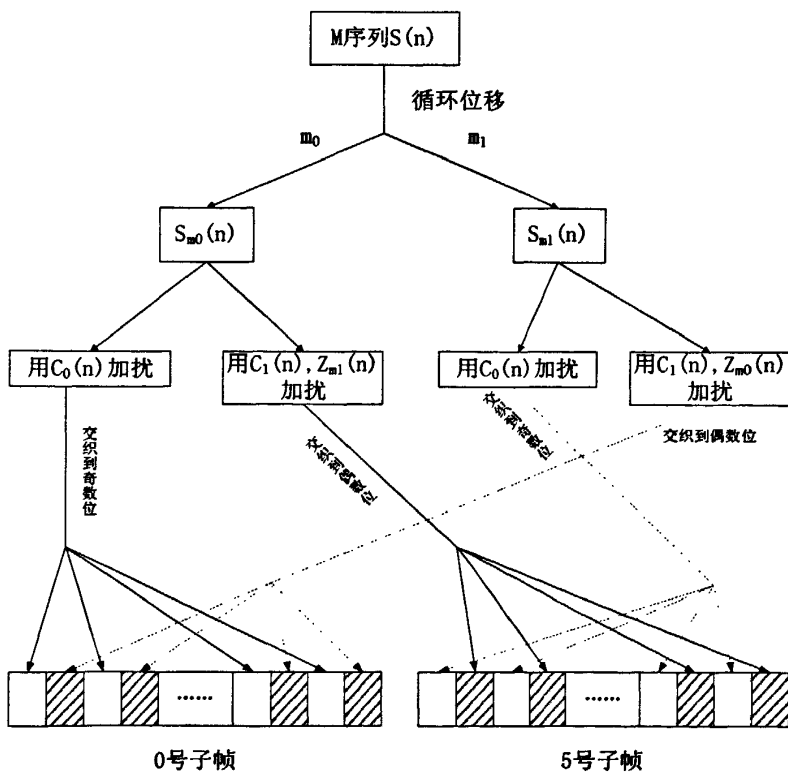 M序列S(n)
循环位移
m0
m1
Sm0(n)
Sm1(n)
用C0(n)加扰
用C1(n),Zm1(n)
加扰
用C0(n)加扰
用C1(n),Zm0(n)
加扰
交织到奇数位
交织到偶数位
交织到奇数位
交织到偶数位
……
……
0号子帧
5号子帧